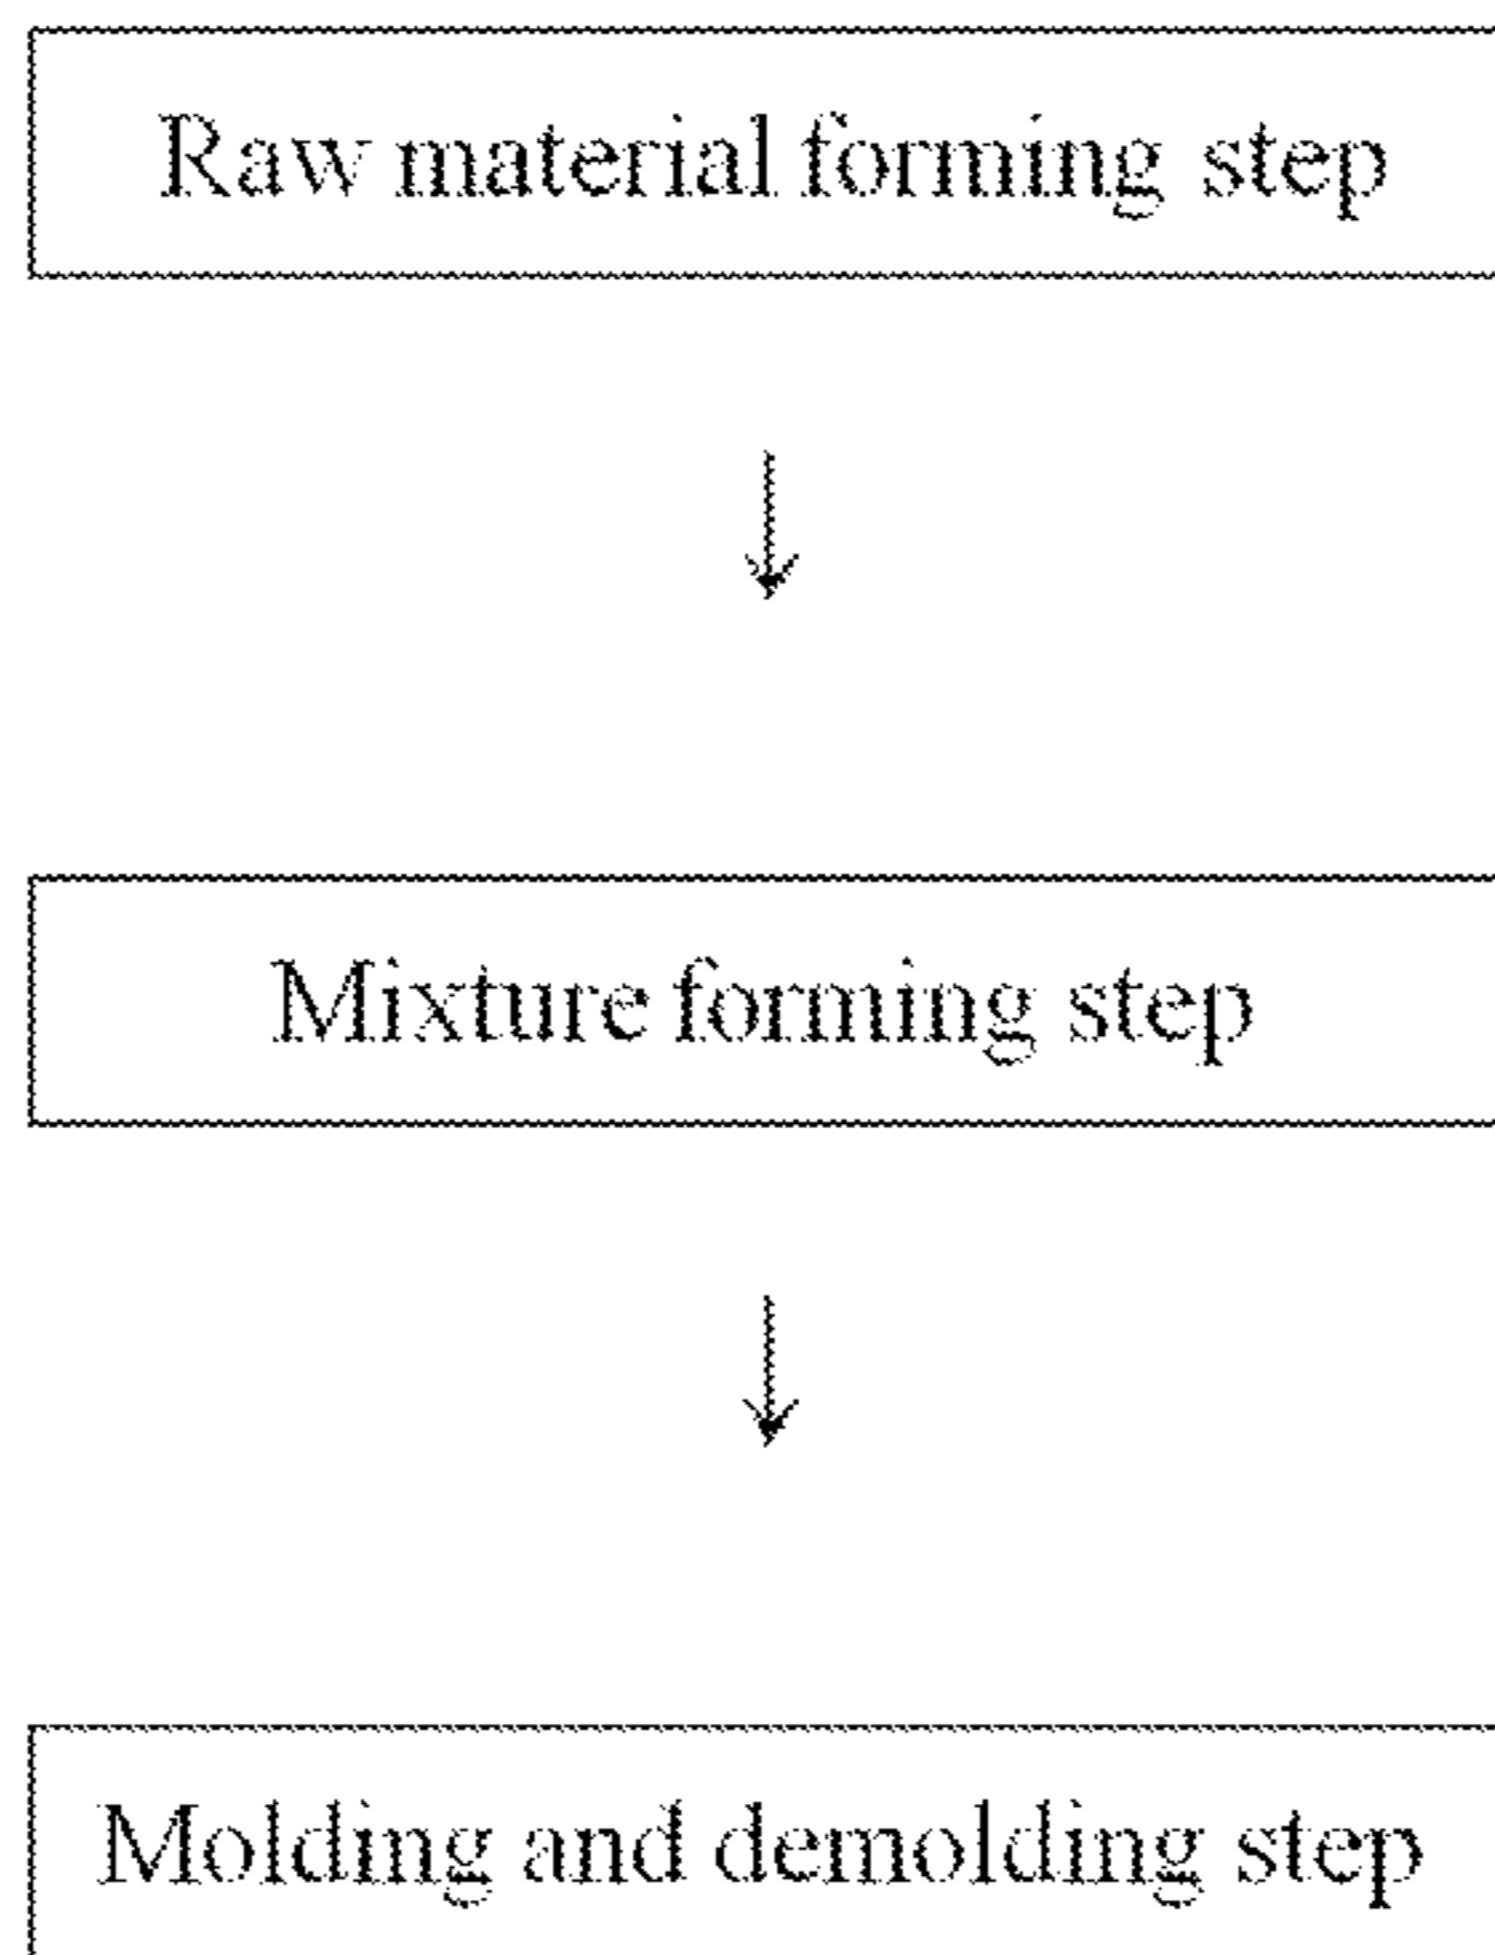 Raw material forming step
Mixture forming step
Molding and demolding step